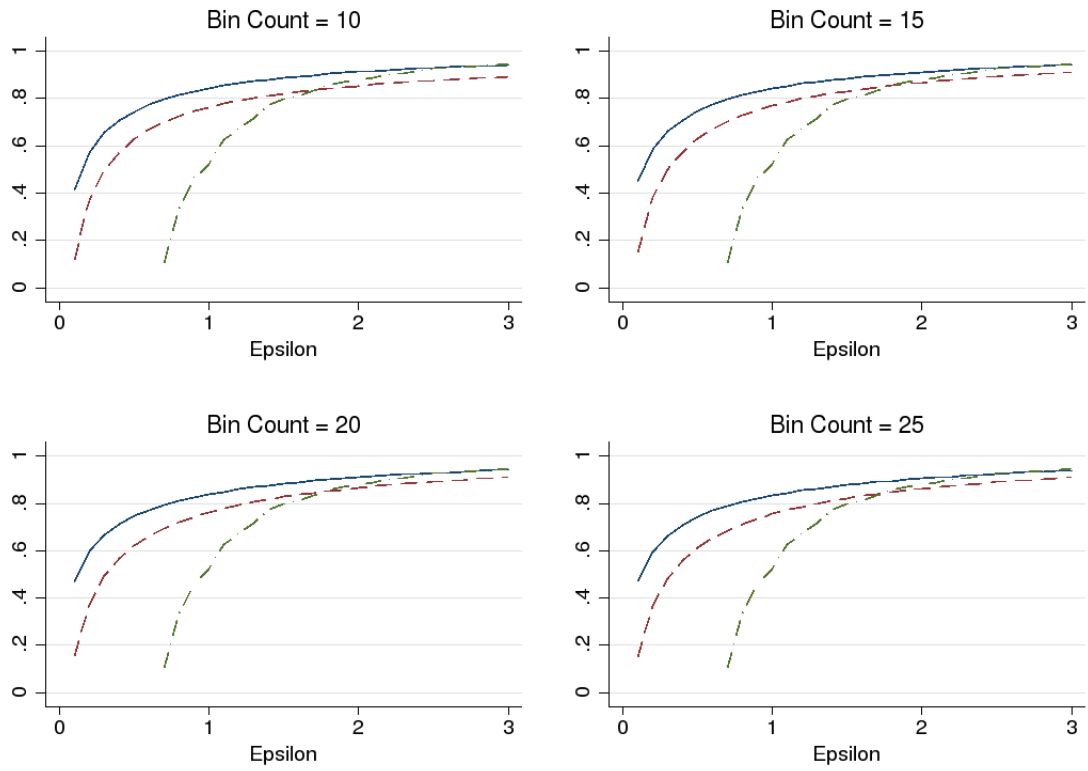 Bin Count = 10
1
.8
.6
.4
.2
0
0 1 2 3
Epsilon
Bin Count = 15
1
.8
.6
.4
.2
0
0 1 2 3
Epsilon
Bin Count = 20
1
.8
.6
.4
.2
0
0 1 2 3
Epsilon
Bin Count = 25
1
.8
.6
.4
.2
0
0 1 2 3
Epsilon